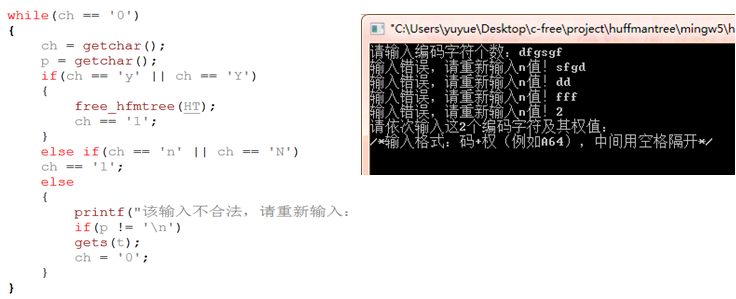 while(ch == '0')
{
ch = getchar();
p = getchar();
if(ch == 'y' || ch == 'Y')
{
free_hfmtree(HT);
ch == '1';
}
else if(ch == 'n' || ch == 'N')
ch == '1';
else
{
printf("该输入不合法，请重新输入：
if(p != '\n')
gets(t);
ch = '0';
}
}
"C:\Users\yuyue\Desktop\c-free\project\huffmantree\mingw5\h
请输入编码字符个数：dfgsgf
输入错误，请重新输入n值！sfgd
输入错误，请重新输入n值！dd
输入错误，请重新输入n值！fff
输入错误，请重新输入n值！2
请依次输入这2个编码字符及其权值：
/*输入格式：码+权（例如A64），中间用空格隔开*/